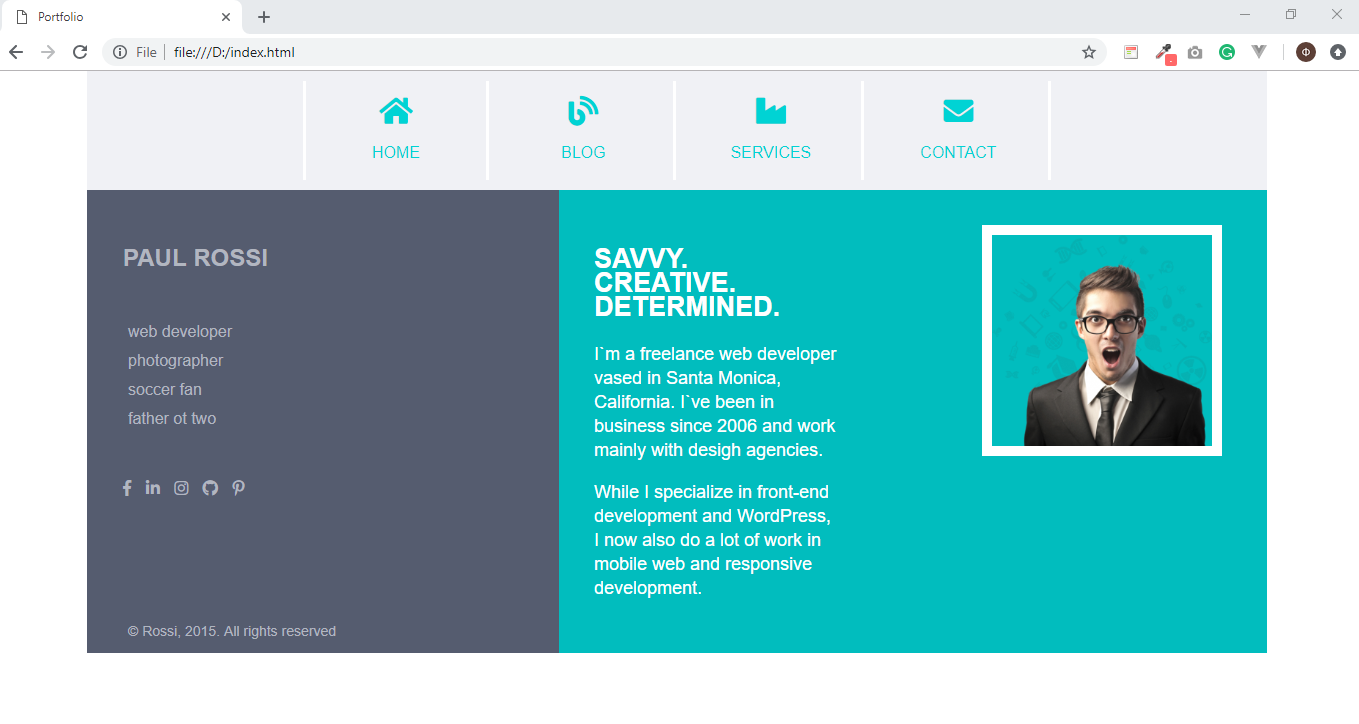 Portfolio
File file:///D:/index.html
HOME BLOG SERVICES CONTACT
PAUL ROSSI
web developer
photographer
soccer fan
father ot two
© Rossi, 2015. All rights reserved
SAVVY.
CREATIVE.
DETERMINED.
I`m a freelance web developer
vased in Santa Monica,
California. I`ve been in
business since 2006 and work
mainly with desigh agencies.
While I specialize in front-end
development and WordPress,
I now also do a lot of work in
mobile web and responsive
development.